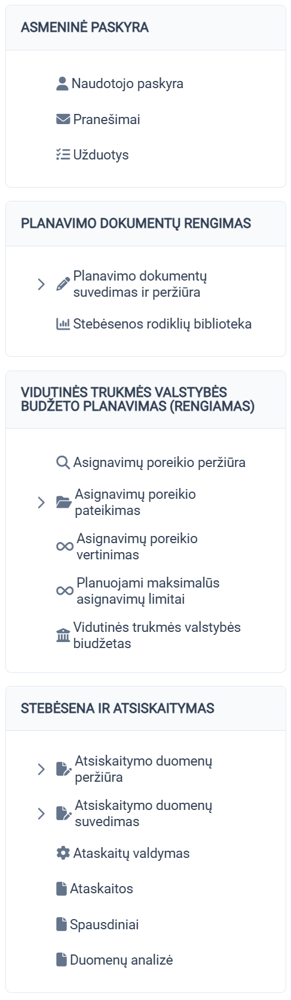 ASMENINĖ PASKYRA
Naudotojo paskyra
Pranešimai
Užduotys
PLANAVIMO DOKUMENTŲ RENGIMAS
Planavimo dokumentų
suvedimas ir peržiūra
Stebėsenos rodiklių biblioteka
VIDUTINĖS TRUKMĖS VALSTYBĖS
BUDŽETO PLANAVIMAS (RENGIAMAS)
Asignavimų poreikio peržiūra
Asignavimų poreikio
pateikimas
Asignavimų poreikio
vertinimas
Planuojami maksimalūs
asignavimų limitai
Vidutinės trukmės valstybės
biudžetas
STEBĖSENA IR ATSISKAITYMAS
Atsiskaitymo duomenų
peržiūra
Atsiskaitymo duomenų
suvedimas
Ataskaitų valdymas
Ataskaitos
Spausdiniai
Duomenų analizė